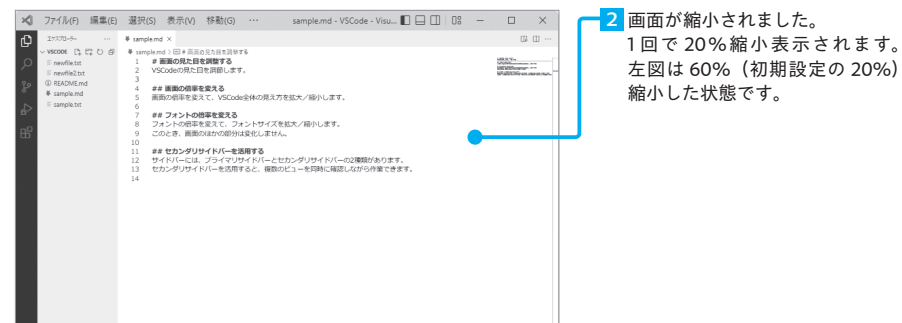 ファイル(F) 編集(E) 選択(S) 表示(V) 移動(G) … sample.md - VSCode - Visu...
エクスプローラー …
VSCODE
newfile.txt
newfile2.txt
README.md
sample.md
sample.txt
sample.md ×
sample.md > # 画面の見た目を調整する
1 # 画面の見た目を調整する
2 VSCodeの見た目を調節します。
3
4 ## 画面の倍率を変える
5 画面の倍率を変えて、VSCode全体の見え方を拡大／縮小します。
6
7 ## フォントの倍率を変える
8 フォントの倍率を変えて、フォントサイズを拡大／縮小します。
9 このとき、画面のほかの部分は変化しません。
10
11 ## セカンダリサイドバーを活用する
12 サイドバーには、プライマリサイドバーとセカンダリサイドバーの2種類があります。
13 セカンダリサイドバーを活用すると、複数のビューを同時に確認しながら作業できます。
14
2 画面が縮小されました。
1回で20％縮小表示されます。
左図は60％（初期設定の20％）
縮小した状態です。